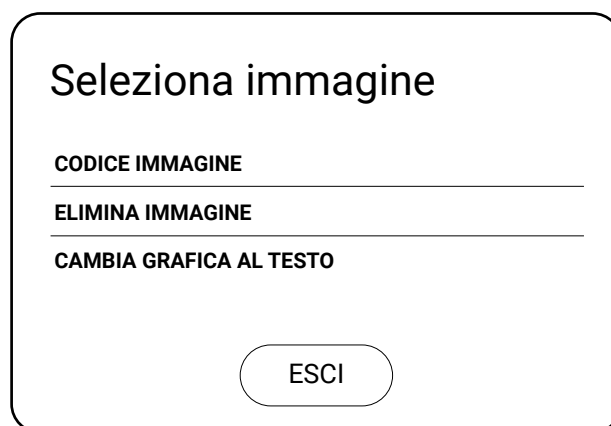 Seleziona immagine
CODICE IMMAGINE
ELIMINA IMMAGINE
CAMBIA GRAFICA AL TESTO
ESCI